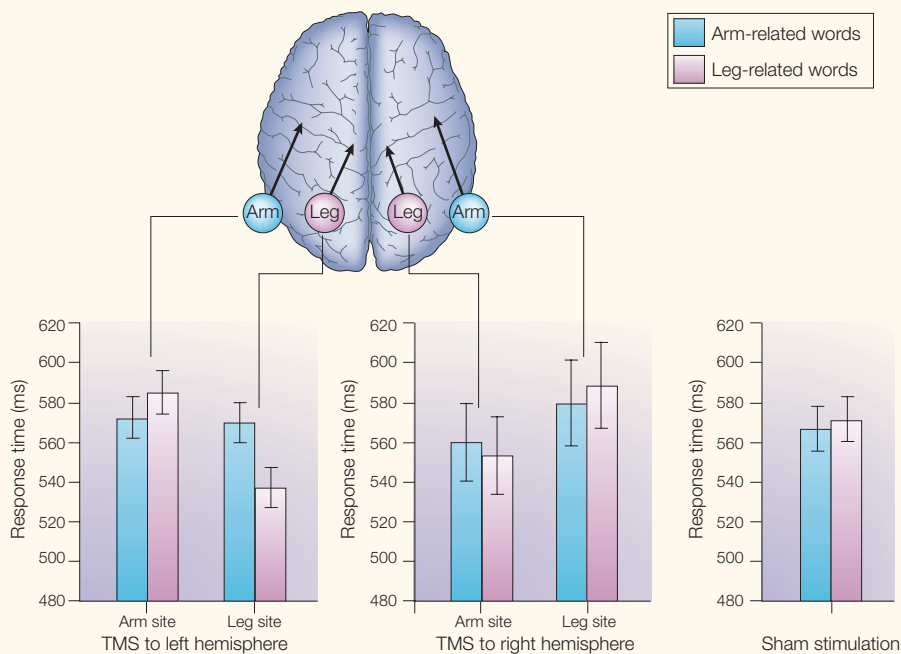 Arm-related words
Leg-related words
Arm Leg Leg Arm
Response time (ms)
620
600
580
560
540
520
500
480
Arm site Leg site
TMS to left hemisphere
Response time (ms)
620
600
580
560
540
520
500
480
Arm site Leg site
TMS to right hemisphere
Response time (ms)
620
600
580
560
540
520
500
480
Sham stimulation